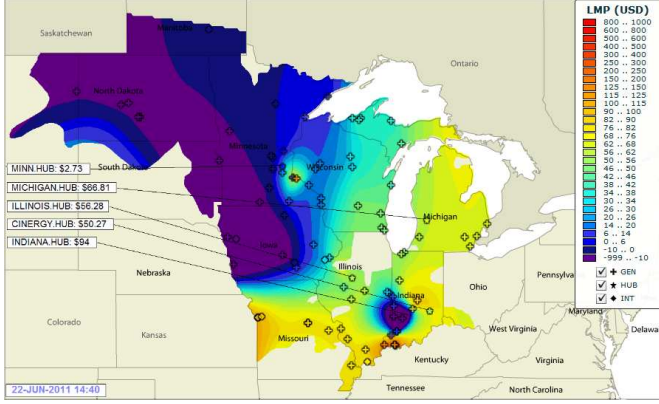 Saskatchewan
Manitoba
Ontario
North Dakota
Minnesota
South Dakota
Wisconsin
MINN.HUB: $2.73
MICHIGAN.HUB: $66.81
ILLINOIS.HUB: $56.28
CINERGY.HUB: $50.27
INDIANA.HUB: $94
Michigan
Iowa
Nebraska
Illinois
Indiana
Ohio
Pennsylva
Maryland
Delawa
Colorado
Kansas
Missouri
West Virginia
Kentucky
Virginia
Tennessee
North Carolina
22-JUN-2011 14:40
LMP (USD)
800 .. 1000
600 .. 800
500 .. 600
400 .. 500
300 .. 400
250 .. 300
200 .. 250
150 .. 200
125 .. 150
115 .. 125
100 .. 115
90 .. 100
82 .. 90
76 .. 82
68 .. 76
62 .. 68
56 .. 62
50 .. 56
46 .. 50
42 .. 46
38 .. 42
34 .. 38
30 .. 34
26 .. 30
20 .. 26
14 .. 20
6 .. 14
0 .. 6
-10 .. 0
-999 .. -10
GEN
HUB
INT